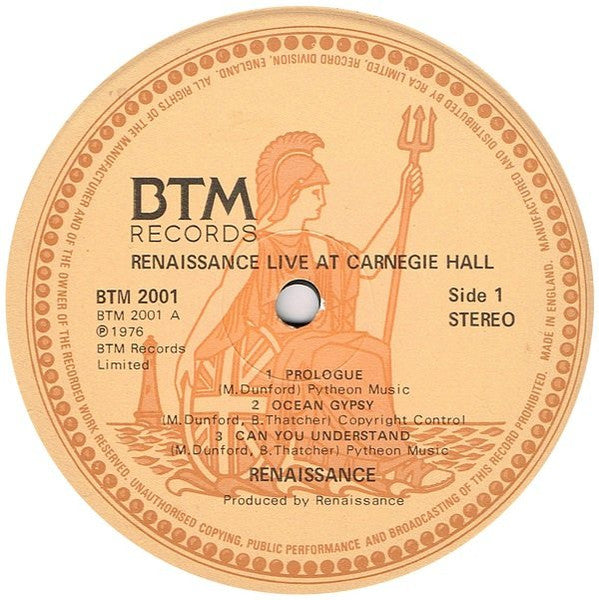 ALL RIGHTS OF THE MANUFACTURER AND OF THE OWNER OF THE RECORDED WORK RESERVED. UNAUTHORISED COPYING, PUBLIC PERFORMANCE AND BROADCASTING OF THIS RECORD PROHIBITED. MADE IN ENGLAND. MANUFACTURED AND DISTRIBUTED BY RCA LIMITED, RECORD DIVISION, ENGLAND.
BTM
RECORDS
RENAISSANCE LIVE AT CARNEGIE HALL
BTM 2001
BTM 2001 A
℗ 1976
BTM Records
Limited
Side 1
STEREO
1 PROLOGUE
(M.Dunford) Pytheon Music
2 OCEAN GYPSY
(M.Dunford, B.Thatcher) Copyright Control
3 CAN YOU UNDERSTAND
(M.Dunford, B.Thatcher) Pytheon Music
RENAISSANCE
Produced by Renaissance